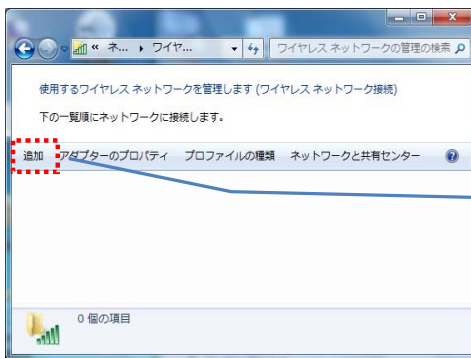 « ネ... ▸ ワイヤ... ワイヤレス ネットワークの管理の検索
使用するワイヤレス ネットワークを管理します (ワイヤレス ネットワーク接続)
下の一覧順にネットワークに接続します。
追加 アダプターのプロパティ プロファイルの種類 ネットワークと共有センター
0 個の項目